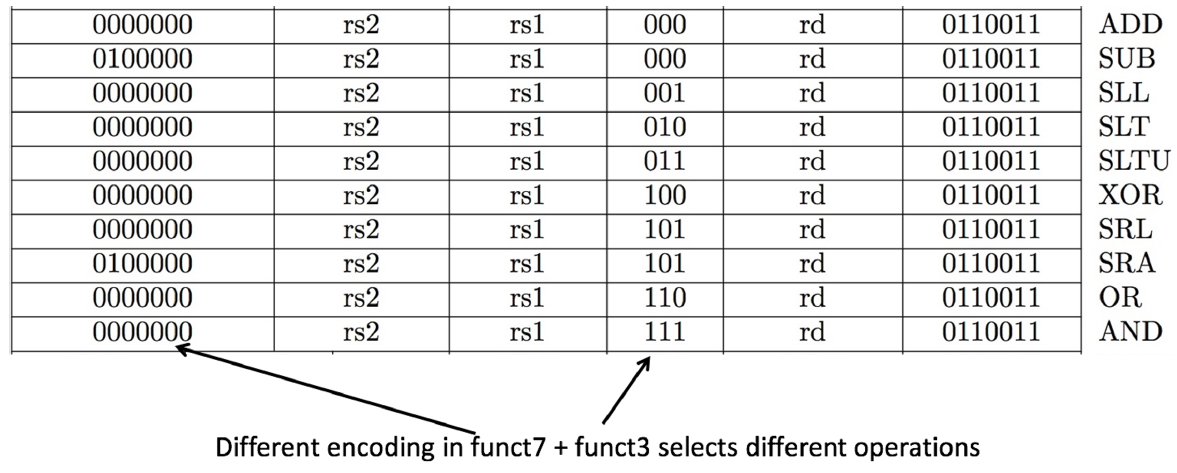 0000000 rs2 rs1 000 rd 0110011 ADD
0100000 rs2 rs1 000 rd 0110011 SUB
0000000 rs2 rs1 001 rd 0110011 SLL
0000000 rs2 rs1 010 rd 0110011 SLT
0000000 rs2 rs1 011 rd 0110011 SLTU
0000000 rs2 rs1 100 rd 0110011 XOR
0000000 rs2 rs1 101 rd 0110011 SRL
0100000 rs2 rs1 101 rd 0110011 SRA
0000000 rs2 rs1 110 rd 0110011 OR
0000000 rs2 rs1 111 rd 0110011 AND
Different encoding in funct7 + funct3 selects different operations